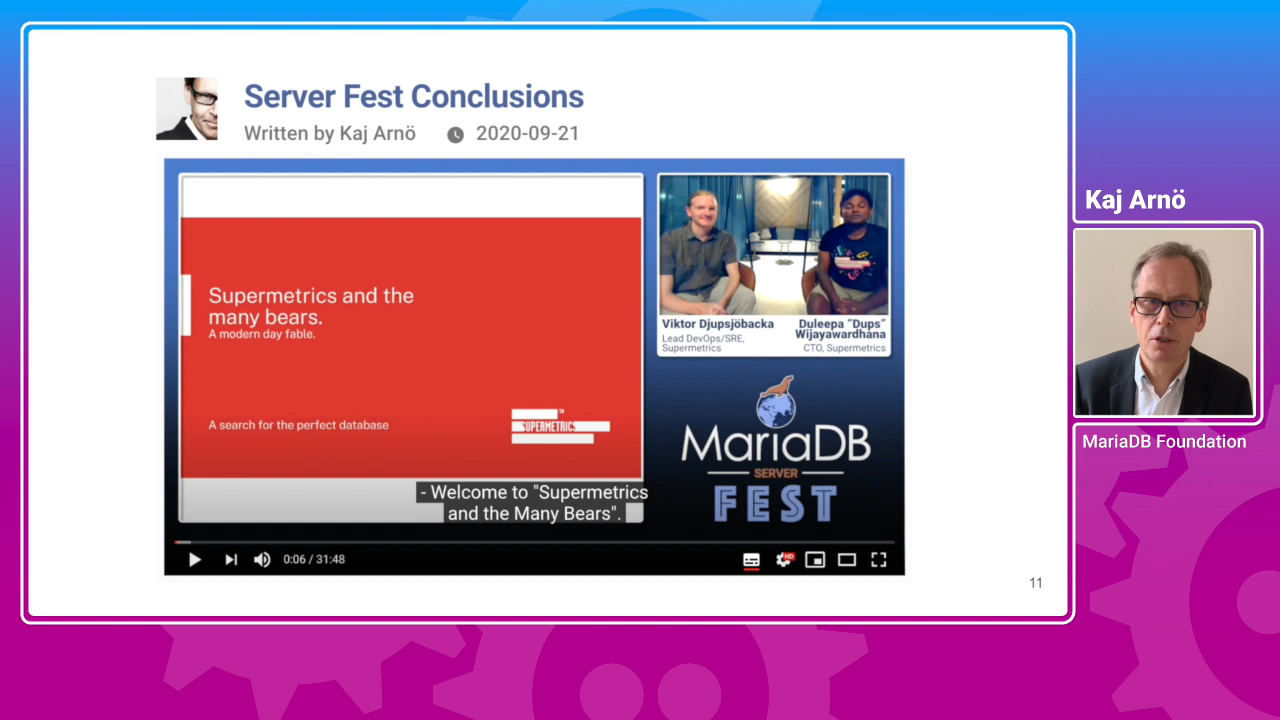 Server Fest Conclusions
Written by Kaj Arnö 2020-09-21
Supermetrics and the
many bears.
A modern day fable.
A search for the perfect database
TM
SUPERMETRICS
- Welcome to "Supermetrics
and the Many Bears".
0:06 / 31:48
HD
Viktor Djupsjöbacka
Lead DevOps/SRE,
Supermetrics
Duleepa "Dups"
Wijayawardhana
CTO, Supermetrics
MariaDB
SERVER
FEST
11
Kaj Arnö
MariaDB Foundation